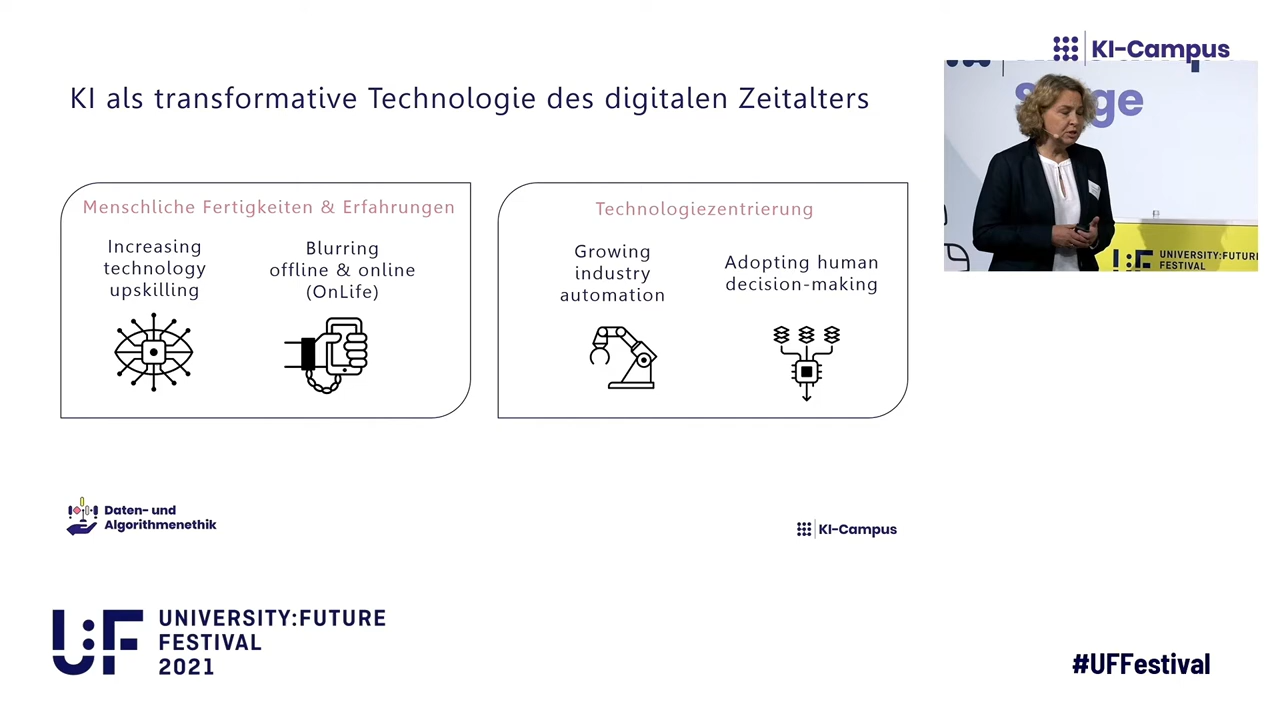 KI-Campus
KI als transformative Technologie des digitalen Zeitalters
Menschliche Fertigkeiten & Erfahrungen
Increasing
technology
upskilling
Blurring
offline & online
(OnLife)
Technologiezentrierung
Growing
industry
automation
Adopting human
decision-making
UNIVERSITY:FUTURE
FESTIVAL
Daten- und
Algorithmenethik
KI-Campus
U:F UNIVERSITY:FUTURE
FESTIVAL
2021
#UFFestival